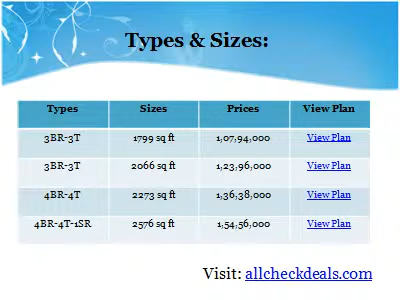 Types & Sizes:
Types Sizes Prices View Plan
3BR-3T 1799 sq ft 1,07,94,000 View Plan
3BR-3T 2066 sq ft 1,23,96,000 View Plan
4BR-4T 2273 sq ft 1,36,38,000 View Plan
4BR-4T-1SR 2576 sq ft 1,54,56,000 View Plan
Visit: allcheckdeals.com